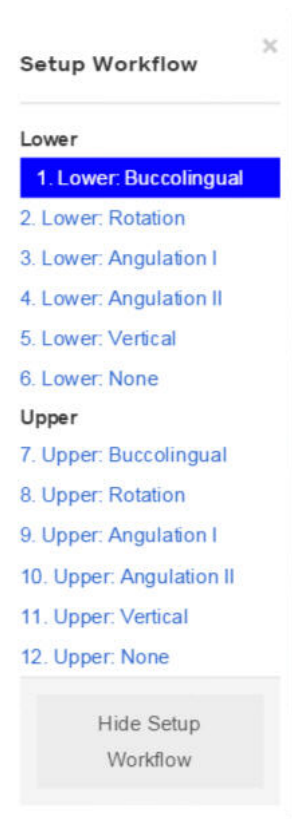 Setup Workflow
×
Lower
1. Lower: Buccolingual
2. Lower: Rotation
3. Lower: Angulation I
4. Lower: Angulation II
5. Lower: Vertical
6. Lower: None
Upper
7. Upper: Buccolingual
8. Upper: Rotation
9. Upper: Angulation I
10. Upper: Angulation II
11. Upper: Vertical
12. Upper: None
Hide Setup
Workflow